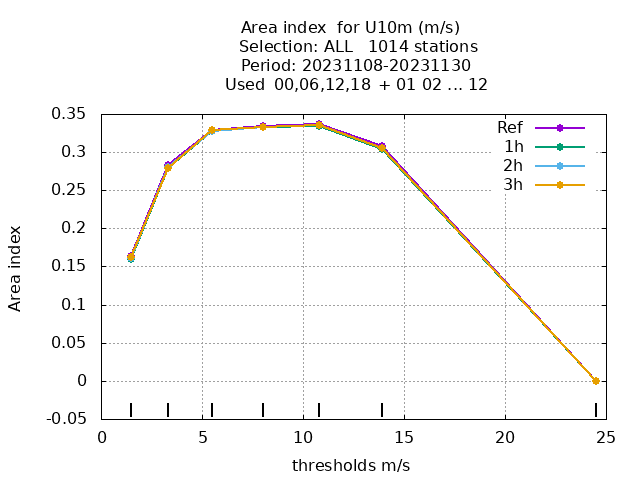 Area index  for U10m (m/s)
Selection: ALL   1014 stations
Period: 20231108-20231130
Used  00,06,12,18  + 01 02 ... 12
0.35
0.3
0.25
0.2
0.15
0.1
0.05
0
-0.05
Area index
Ref
1h
2h
3h
0 5 10 15 20 25
thresholds m/s